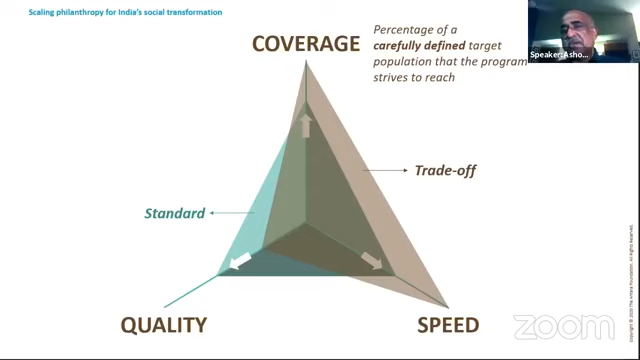 Scaling philanthropy for India's social transformation
COVERAGE
Percentage of a
carefully defined target
population that the program
strives to reach
Speaker: Asho...
Trade-off
Standard
QUALITY
SPEED
zoom